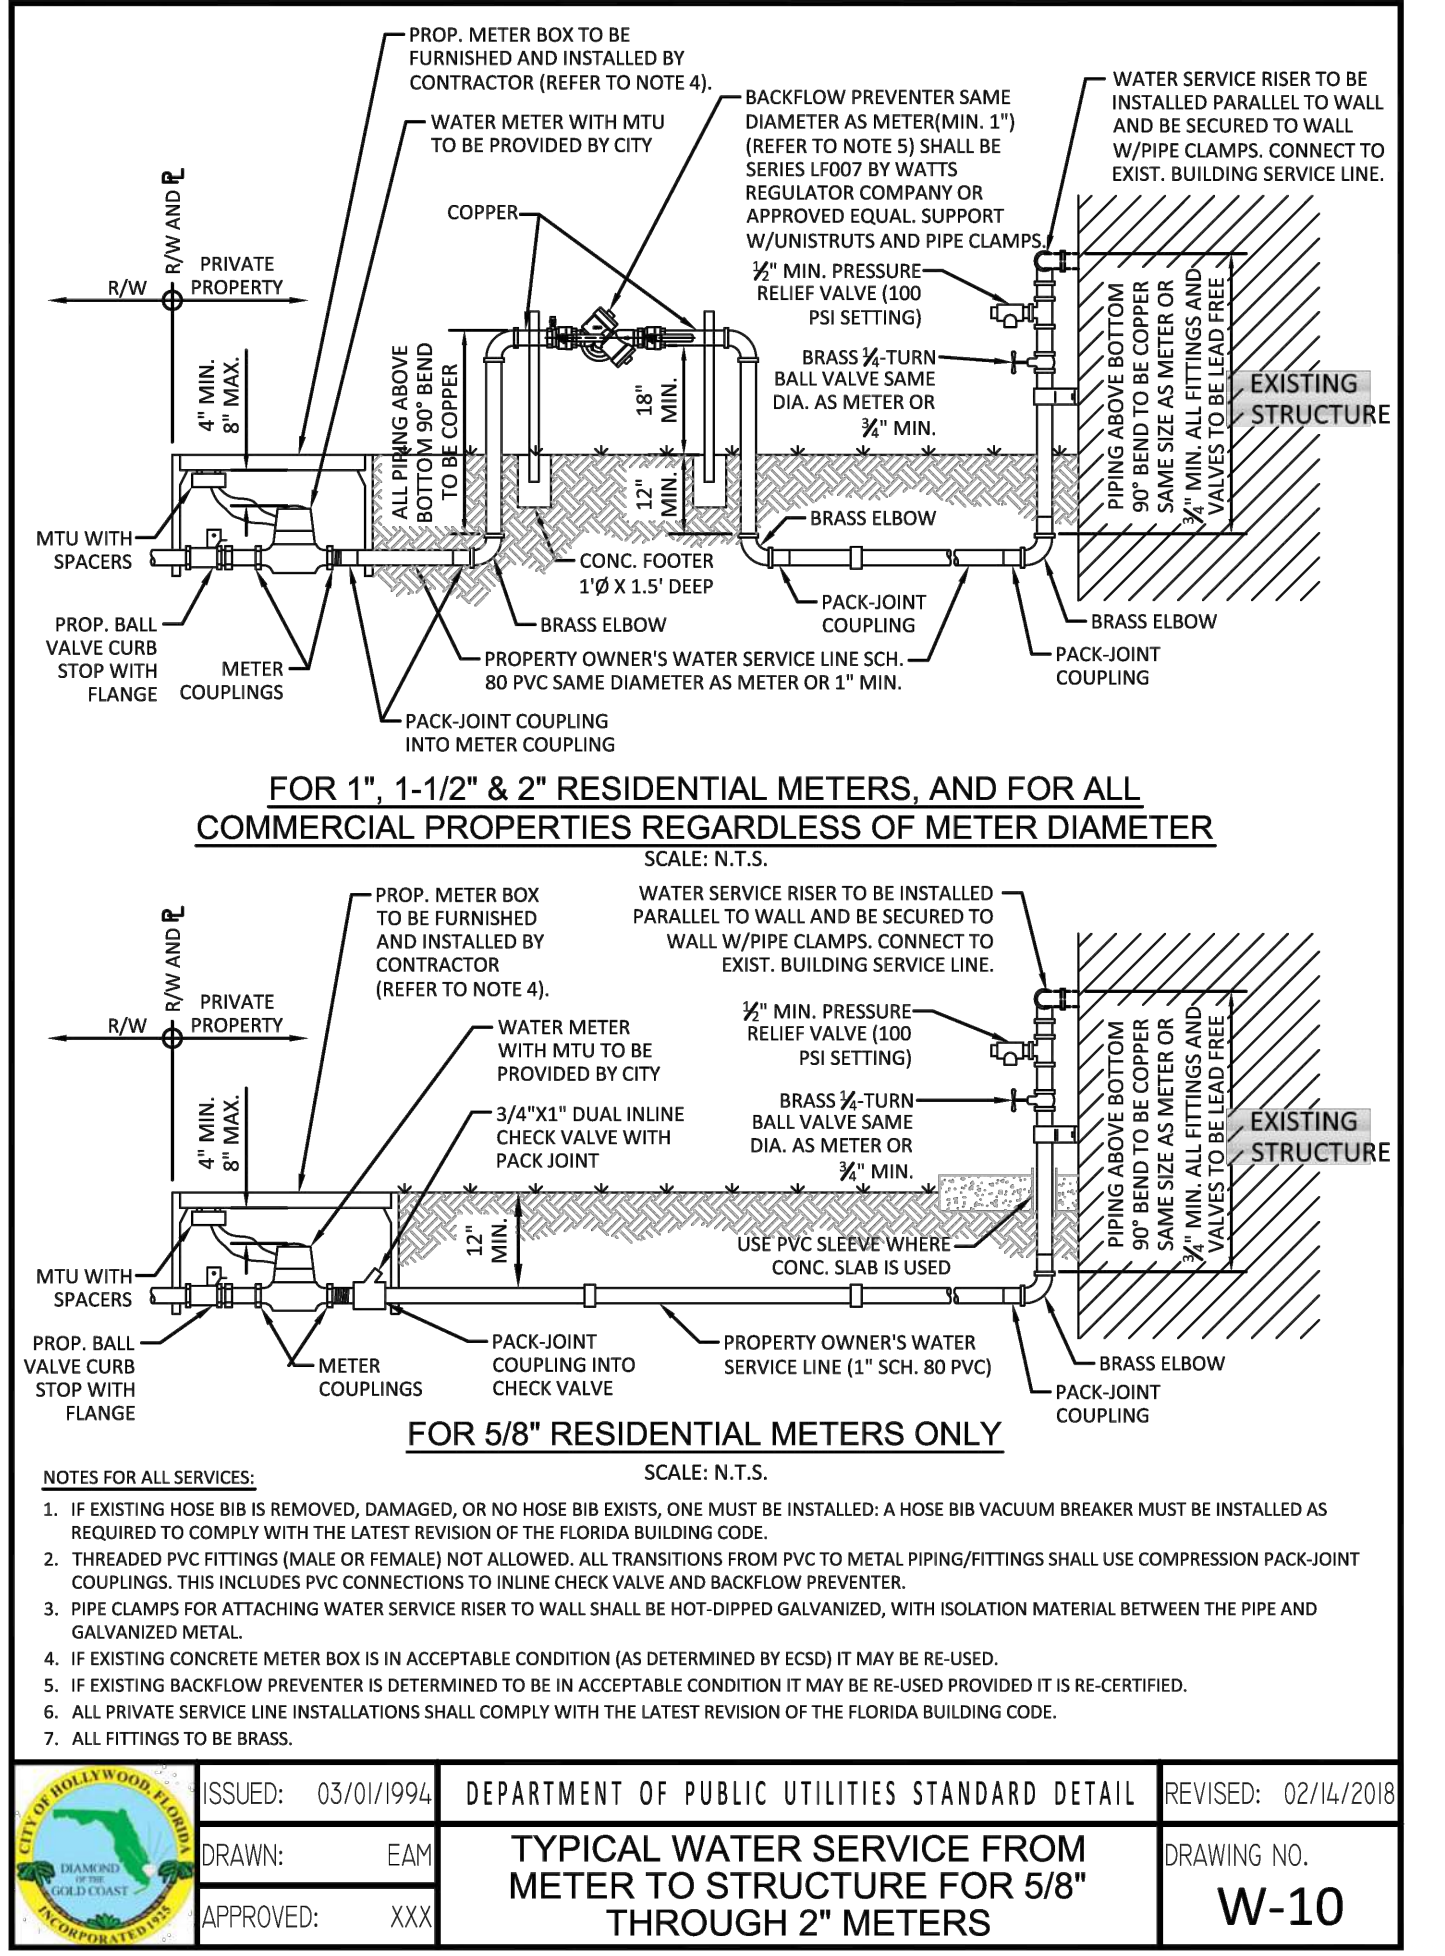 PROP. METER BOX TO BE
FURNISHED AND INSTALLED BY
CONTRACTOR (REFER TO NOTE 4).
WATER METER WITH MTU
TO BE PROVIDED BY CITY
BACKFLOW PREVENTER SAME
DIAMETER AS METER(MIN. 1")
(REFER TO NOTE 5) SHALL BE
SERIES LF007 BY WATTS
REGULATOR COMPANY OR
APPROVED EQUAL. SUPPORT
W/UNISTRUTS AND PIPE CLAMPS.
WATER SERVICE RISER TO BE
INSTALLED PARALLEL TO WALL
AND BE SECURED TO WALL
W/PIPE CLAMPS. CONNECT TO
EXIST. BUILDING SERVICE LINE.
R/W AND PL
R/W
PRIVATE
PROPERTY
COPPER
½" MIN. PRESSURE
RELIEF VALVE (100
PSI SETTING)
BRASS ¼-TURN
BALL VALVE SAME
DIA. AS METER OR
¾" MIN.
4" MIN.
8" MAX.
ALL PIPING ABOVE
BOTTOM 90° BEND
TO BE COPPER
18"
MIN.
12"
MIN.
PIPING ABOVE BOTTOM
90° BEND TO BE COPPER
SAME SIZE AS METER OR
¾" MIN. ALL FITTINGS AND
VALVES TO BE LEAD FREE
EXISTING
STRUCTURE
MTU WITH
SPACERS
PROP. BALL
VALVE CURB
STOP WITH
FLANGE
METER
COUPLINGS
CONC. FOOTER
1'Ø X 1.5' DEEP
BRASS ELBOW
BRASS ELBOW
PACK-JOINT
COUPLING
BRASS ELBOW
PACK-JOINT
COUPLING
PROPERTY OWNER'S WATER SERVICE LINE SCH.
80 PVC SAME DIAMETER AS METER OR 1" MIN.
PACK-JOINT COUPLING
INTO METER COUPLING
FOR 1", 1-1/2" & 2" RESIDENTIAL METERS, AND FOR ALL
COMMERCIAL PROPERTIES REGARDLESS OF METER DIAMETER
SCALE: N.T.S.
PROP. METER BOX
TO BE FURNISHED
AND INSTALLED BY
CONTRACTOR
(REFER TO NOTE 4).
WATER SERVICE RISER TO BE INSTALLED
PARALLEL TO WALL AND BE SECURED TO
WALL W/PIPE CLAMPS. CONNECT TO
EXIST. BUILDING SERVICE LINE.
R/W AND PL
R/W
PRIVATE
PROPERTY
WATER METER
WITH MTU TO BE
PROVIDED BY CITY
3/4"X1" DUAL INLINE
CHECK VALVE WITH
PACK JOINT
½" MIN. PRESSURE
RELIEF VALVE (100
PSI SETTING)
BRASS ¼-TURN
BALL VALVE SAME
DIA. AS METER OR
¾" MIN.
4" MIN.
8" MAX.
12"
MIN.
USE PVC SLEEVE WHERE
CONC. SLAB IS USED
PIPING ABOVE BOTTOM
90° BEND TO BE COPPER
SAME SIZE AS METER OR
¾" MIN. ALL FITTINGS AND
VALVES TO BE LEAD FREE
EXISTING
STRUCTURE
MTU WITH
SPACERS
PROP. BALL
VALVE CURB
STOP WITH
FLANGE
METER
COUPLINGS
PACK-JOINT
COUPLING INTO
CHECK VALVE
PROPERTY OWNER'S WATER
SERVICE LINE (1" SCH. 80 PVC)
BRASS ELBOW
PACK-JOINT
COUPLING
FOR 5/8" RESIDENTIAL METERS ONLY
SCALE: N.T.S.
NOTES FOR ALL SERVICES:
1. IF EXISTING HOSE BIB IS REMOVED, DAMAGED, OR NO HOSE BIB EXISTS, ONE MUST BE INSTALLED: A HOSE BIB VACUUM BREAKER MUST BE INSTALLED AS
REQUIRED TO COMPLY WITH THE LATEST REVISION OF THE FLORIDA BUILDING CODE.
2. THREADED PVC FITTINGS (MALE OR FEMALE) NOT ALLOWED. ALL TRANSITIONS FROM PVC TO METAL PIPING/FITTINGS SHALL USE COMPRESSION PACK-JOINT
COUPLINGS. THIS INCLUDES PVC CONNECTIONS TO INLINE CHECK VALVE AND BACKFLOW PREVENTER.
3. PIPE CLAMPS FOR ATTACHING WATER SERVICE RISER TO WALL SHALL BE HOT-DIPPED GALVANIZED, WITH ISOLATION MATERIAL BETWEEN THE PIPE AND
GALVANIZED METAL.
4. IF EXISTING CONCRETE METER BOX IS IN ACCEPTABLE CONDITION (AS DETERMINED BY ECSD) IT MAY BE RE-USED.
5. IF EXISTING BACKFLOW PREVENTER IS DETERMINED TO BE IN ACCEPTABLE CONDITION IT MAY BE RE-USED PROVIDED IT IS RE-CERTIFIED.
6. ALL PRIVATE SERVICE LINE INSTALLATIONS SHALL COMPLY WITH THE LATEST REVISION OF THE FLORIDA BUILDING CODE.
7. ALL FITTINGS TO BE BRASS.
CITY OF HOLLYWOOD, FLORIDA
DIAMOND
OF THE
GOLD COAST
INCORPORATED 1925
ISSUED: 03/01/1994
DRAWN: EAM
APPROVED: XXX
DEPARTMENT OF PUBLIC UTILITIES STANDARD DETAIL
TYPICAL WATER SERVICE FROM
METER TO STRUCTURE FOR 5/8"
THROUGH 2" METERS
REVISED: 02/14/2018
DRAWING NO.
W-10